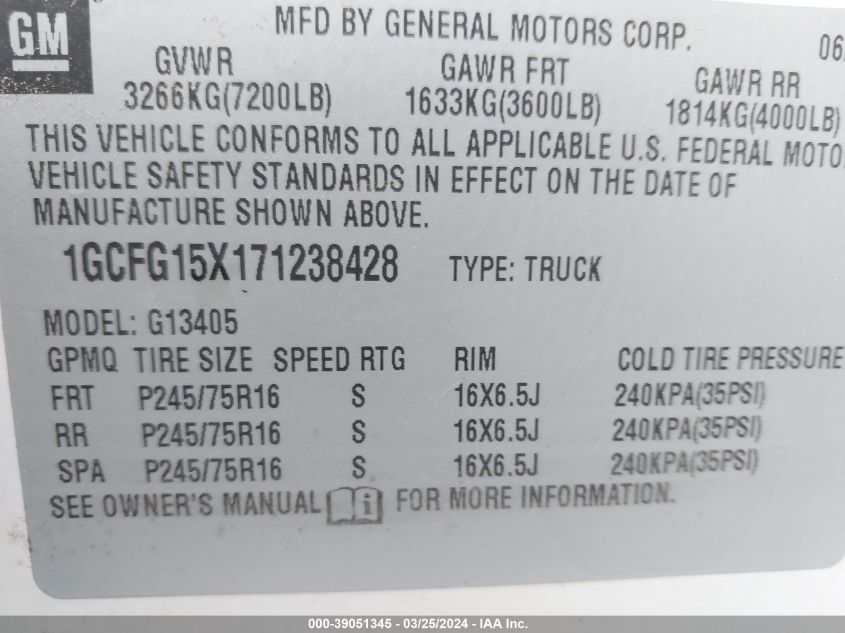 GM
MFD BY GENERAL MOTORS CORP.
GVWR GAWR FRT GAWR RR
3266KG(7200LB) 1633KG(3600LB) 1814KG(4000LB)
THIS VEHICLE CONFORMS TO ALL APPLICABLE U.S. FEDERAL
VEHICLE SAFETY STANDARDS IN EFFECT ON THE DATE OF
MANUFACTURE SHOWN ABOVE.
1GCFG15X171238428 TYPE: TRUCK
MODEL: G13405
GPMQ TIRE SIZE SPEED RTG RIM COLD TIRE PRESSURE
FRT P245/75R16 S 16X6.5J 240KPA(35PSI)
RR P245/75R16 S 16X6.5J 240KPA(35PSI)
SPA P245/75R16 S 16X6.5J 240KPA(35PSI)
SEE OWNER'S MANUAL i FOR MORE INFORMATION.
000-39051345 - 03/25/2024 - IAA Inc.